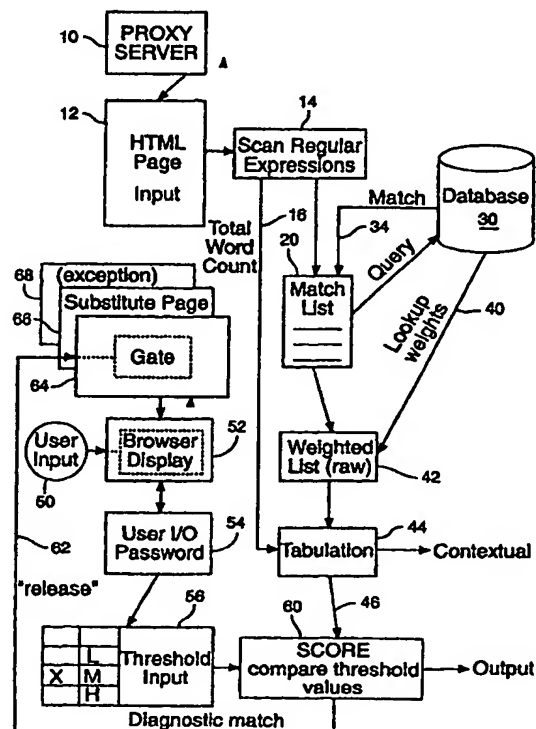 10
PROXY
SERVER
12
HTML
Page
Input
14
Scan Regular
Expressions
16
Total
Word
Count
Match
34
20
Match
List
Query
Database
30
Lookup
weights
40
68
(exception)
66
Substitute Page
64
Gate
User
Input
50
Browser
Display
52
Weighted
List (raw)
42
62
User I/O
Password
54
44
Tabulation
Contextual
"release"
46
56
L
X M
H
Threshold
Input
60
SCORE
compare threshold
values
Output
Diagnostic match